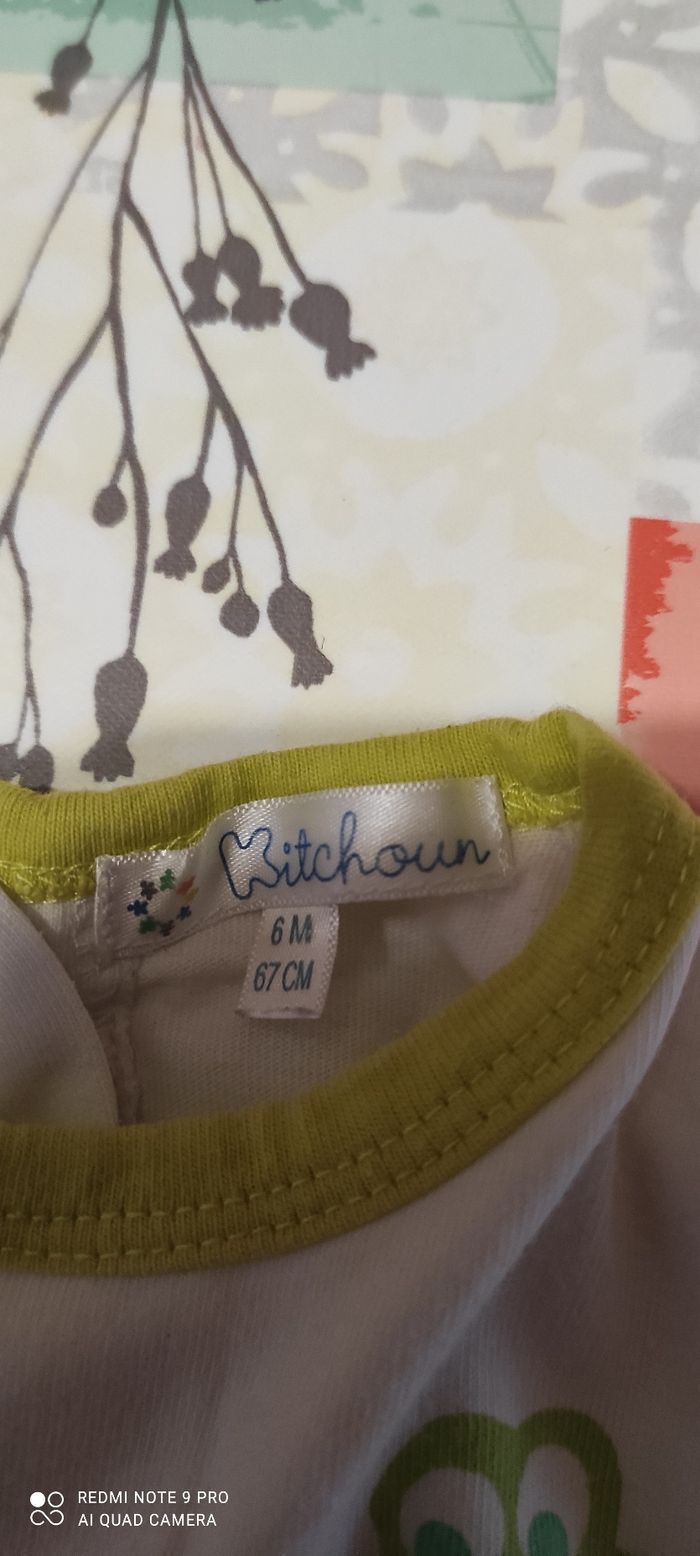 Kitchoun
6 M
67 CM
REDMI NOTE 9 PRO
AI QUAD CAMERA